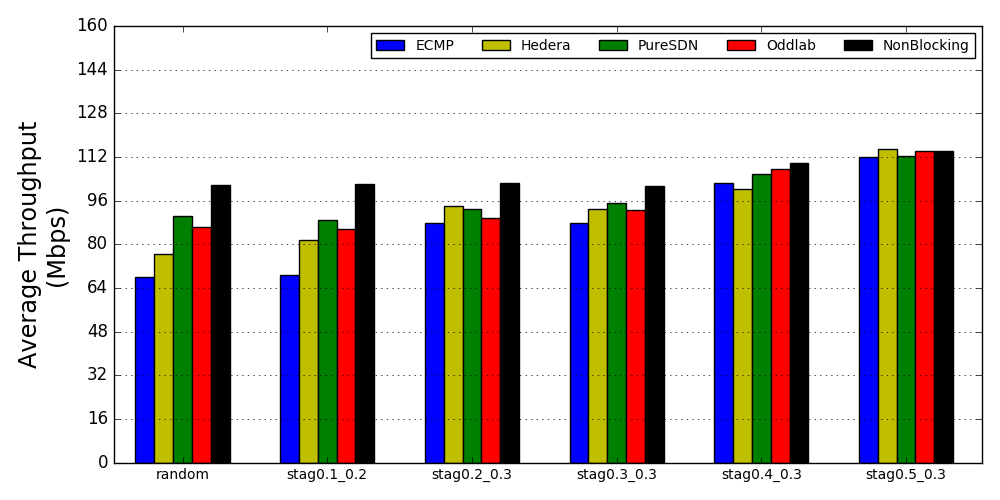 ECMP Hedera PureSDN Oddlab NonBlocking
Average Throughput
(Mbps)
160
144
128
112
96
80
64
48
32
16
0
random stag0.1_0.2 stag0.2_0.3 stag0.3_0.3 stag0.4_0.3 stag0.5_0.3